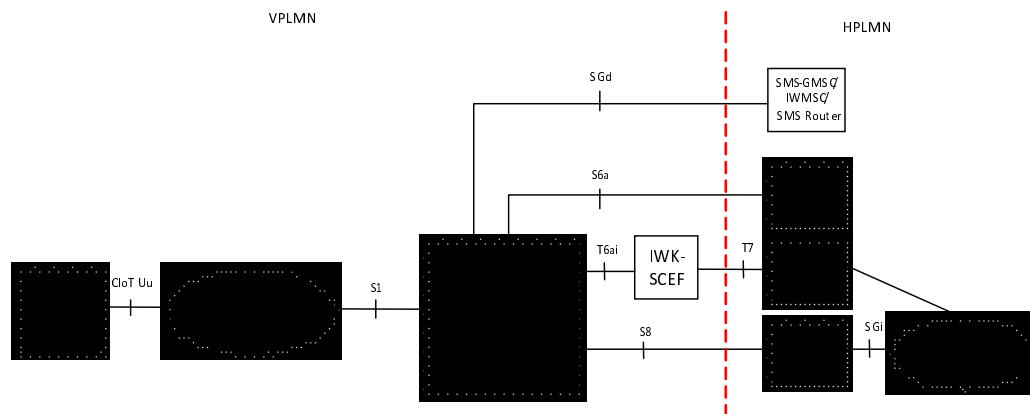 VPLMN
HPLMN
SGd
SMS-GMSC/
IWMSC/
SMS Router
S6a
T6ai
IWK-
SCEF
T7
CIoT Uu
S1
S8
SGi